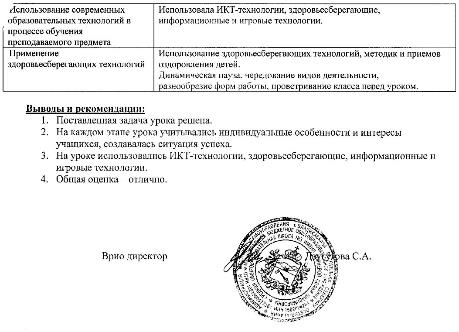 Использование современных
образовательных технологий в
процессе обучения
преподаваемого предмета
Использовала ИКТ-технологии, здоровьесберегающие,
информационные и игровые технологии.
Применение
здоровьесберегающих технологий
Использование здоровьесберегающих технологий, методик и приемов
оздоровления детей.
Динамическая пауза, чередование видов деятельности,
разнообразие форм работы, проветривание класса перед уроком.
Выводы и рекомендации:
1. Поставленная задача урока решена.
2. На каждом этапе урока учитывались индивидуальные особенности и интересы
учащихся, создавалась ситуация успеха.
3. На уроке использовались ИКТ-технологии, здоровьесберегающие, информационные и
игровые технологии.
4. Общая оценка отлично.
Врио директор
С.А.